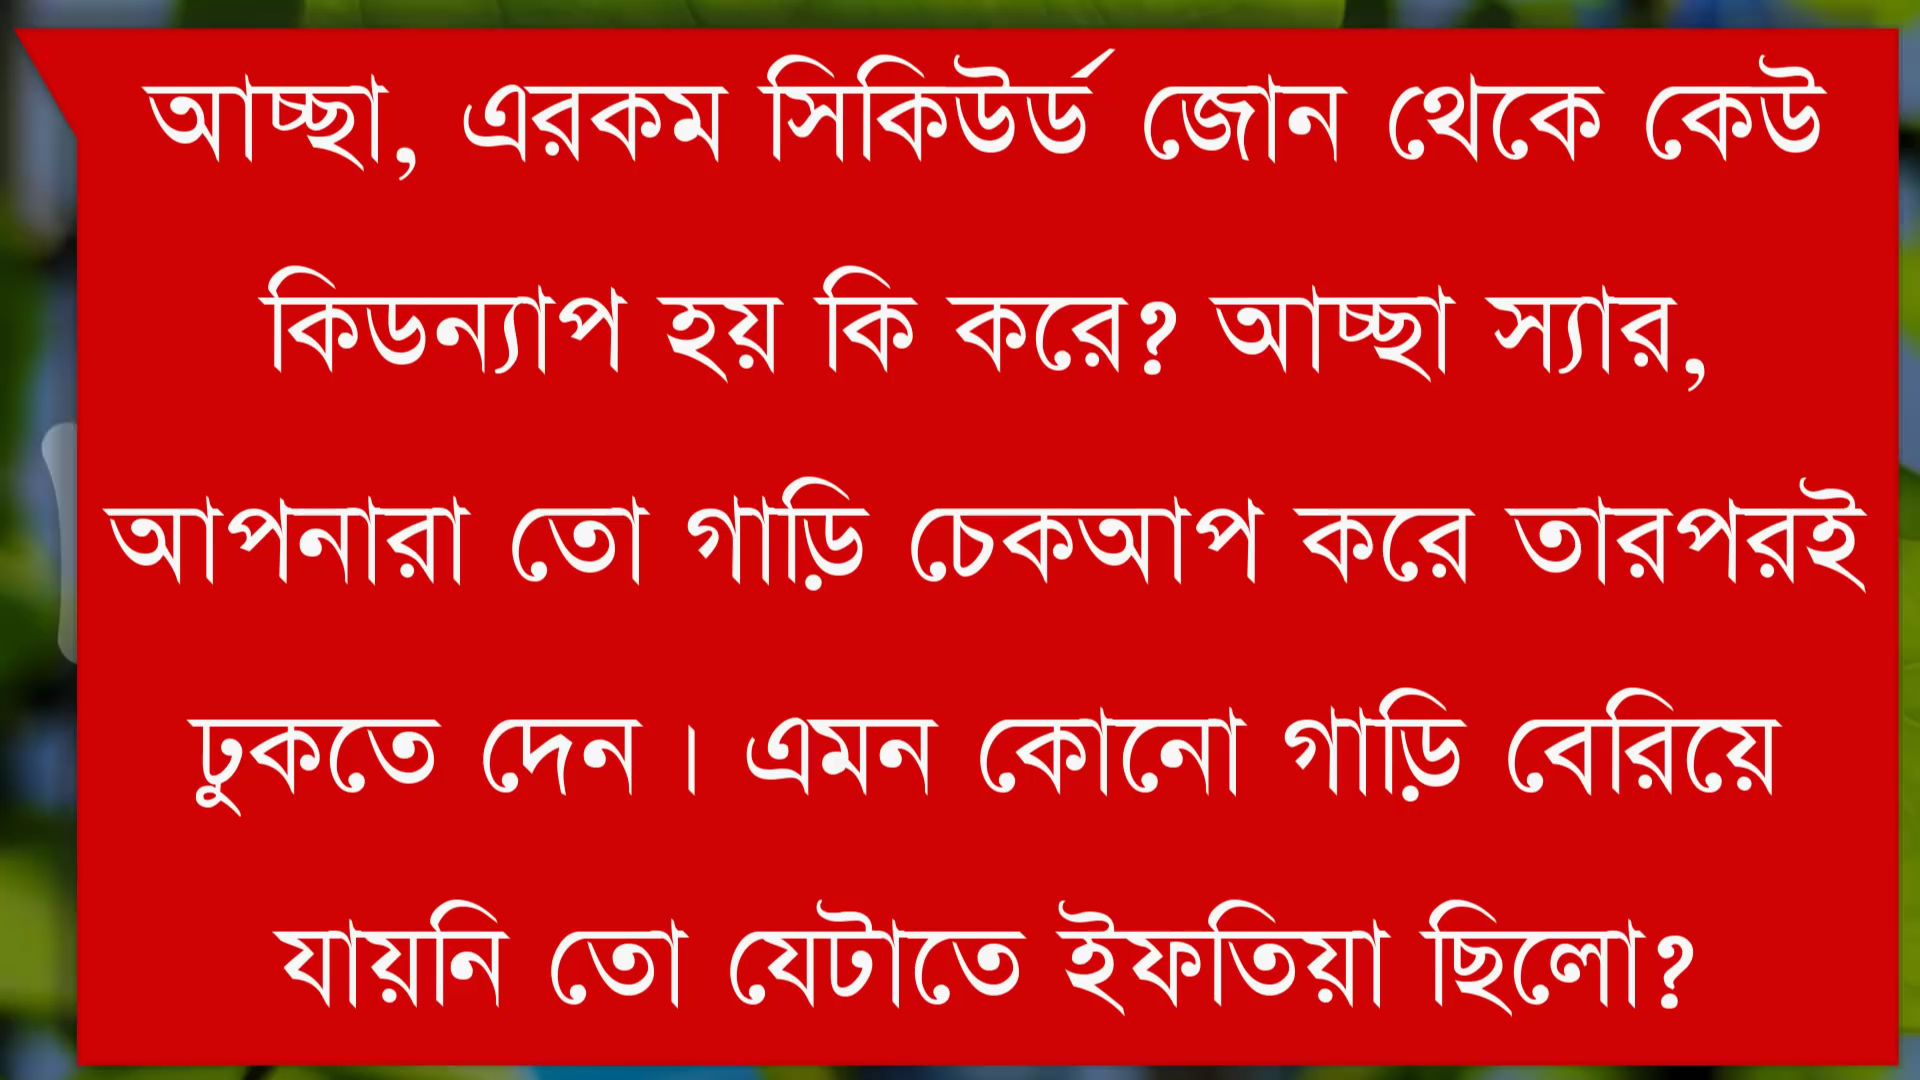 আচ্ছা, এরকম সিকিউর্ড জোন থেকে কেউ
কিডন্যাপ হয় কি করে? আচ্ছা স্যার,
আপনারা তো গাড়ি চেকআপ করে তারপরই
ঢুকতে দেন । এমন কোনো গাড়ি বেরিয়ে
যায়নি তো যেটাতে ইফতিয়া ছিলো?